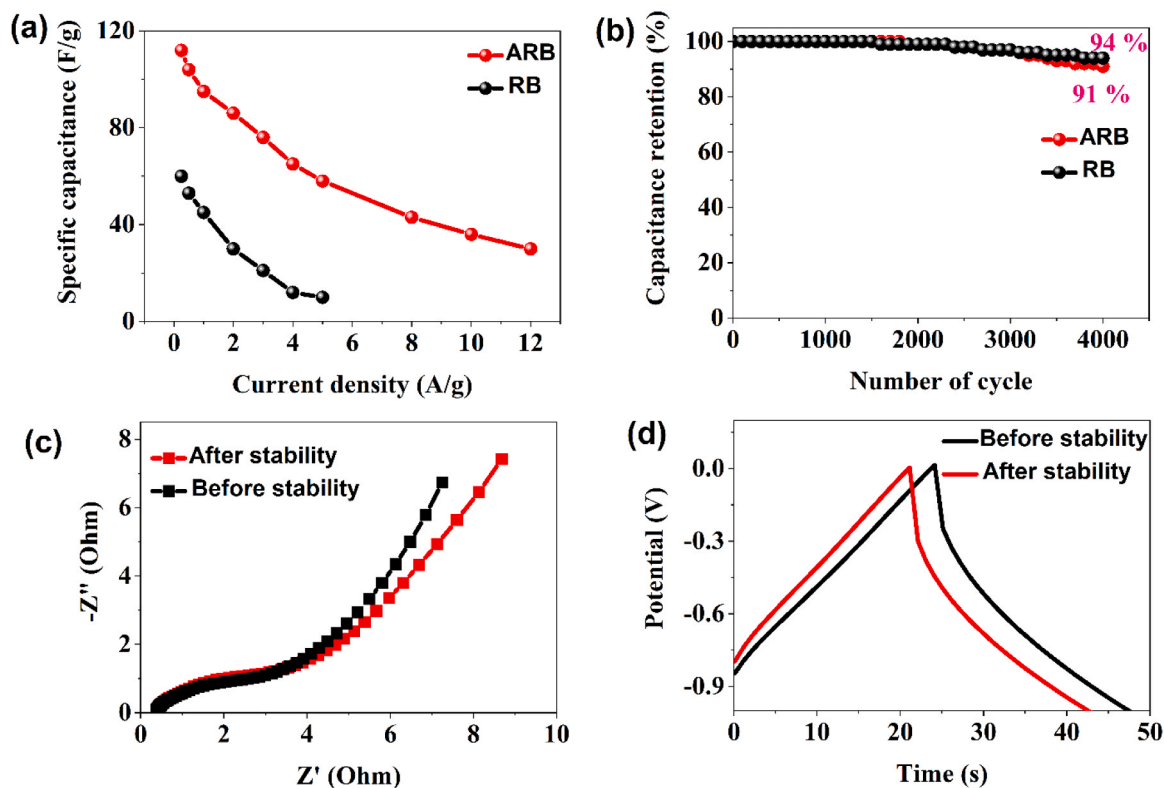 (a)
Specific capacitance (F/g)
120
80
40
0
ARB
RB
0 2 4 6 8 10 12
Current density (A/g)
(b)
Capacitance retention (%)
100
80
60
40
20
0
94 %
91 %
ARB
RB
0 1000 2000 3000 4000
Number of cycle
(c)
-Z'' (Ohm)
8
6
4
2
0
After stability
Before stability
0 2 4 6 8 10
Z' (Ohm)
(d)
Potential (V)
0.0
-0.3
-0.6
-0.9
Before stability
After stability
0 10 20 30 40 50
Time (s)